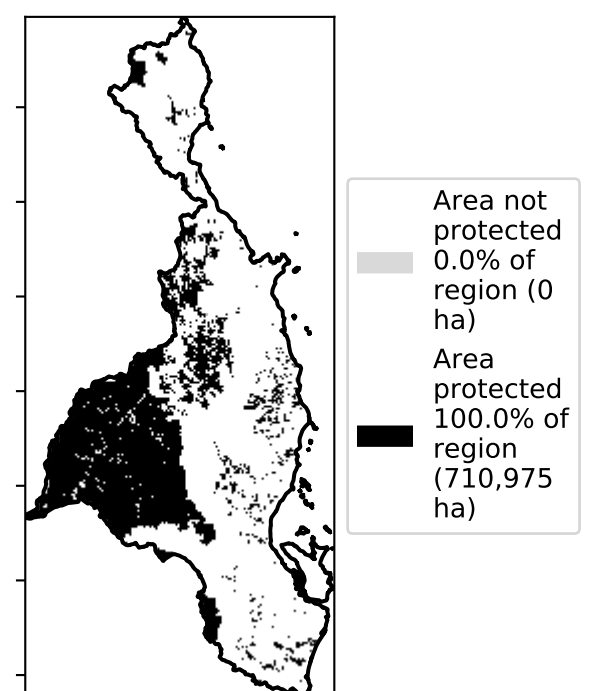 Area not
protected
0.0% of
region (0
ha)
Area
protected
100.0% of
region
(710,975
ha)